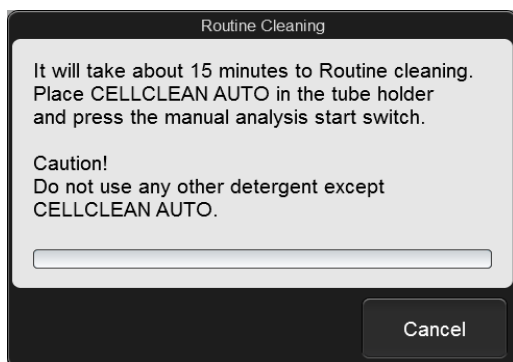 Routine Cleaning
It will take about 15 minutes to Routine cleaning.
Place CELLCLEAN AUTO in the tube holder
and press the manual analysis start switch.
Caution!
Do not use any other detergent except
CELLCLEAN AUTO.
Cancel